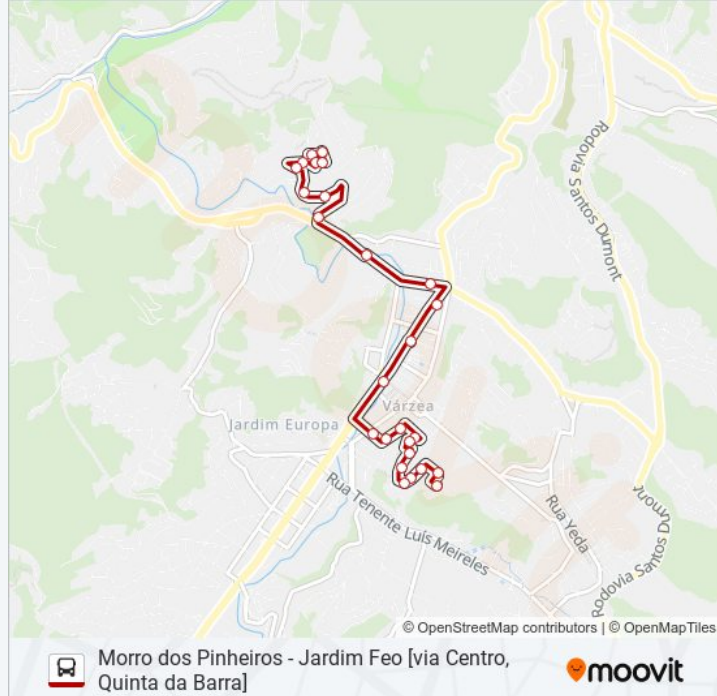 Rodovia Santos Dumont
Várzea
Jardim Europa
Rua Tenente Luís Meireles
Rua Yeda
Rodovia Santos Dumont
© OpenStreetMap contributors | © OpenMapTiles
Morro dos Pinheiros - Jardim Feo [via Centro,
Quinta da Barra]
moovit